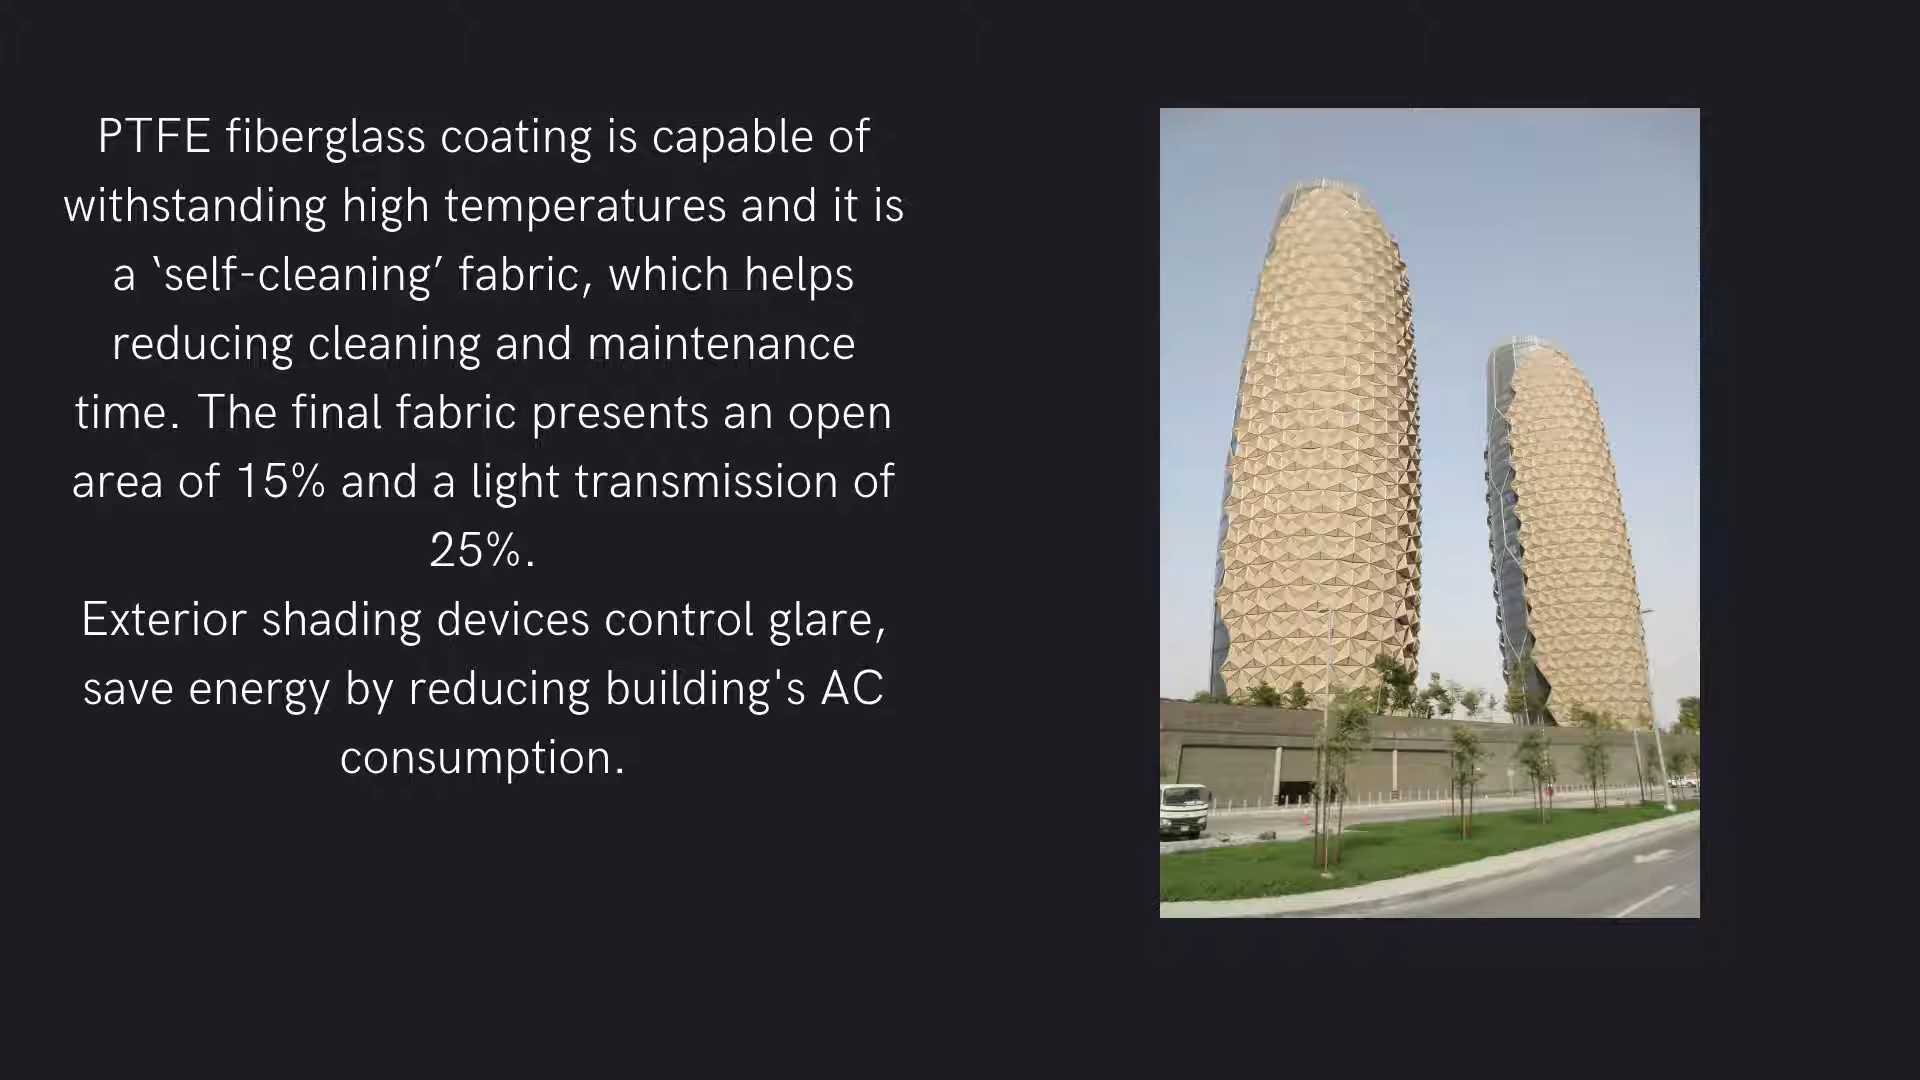 PTFE fiberglass coating is capable of
withstanding high temperatures and it is
a ‘self-cleaning’ fabric, which helps
reducing cleaning and maintenance
time. The final fabric presents an open
area of 15% and a light transmission of
25%.
Exterior shading devices control glare,
save energy by reducing building's AC
consumption.